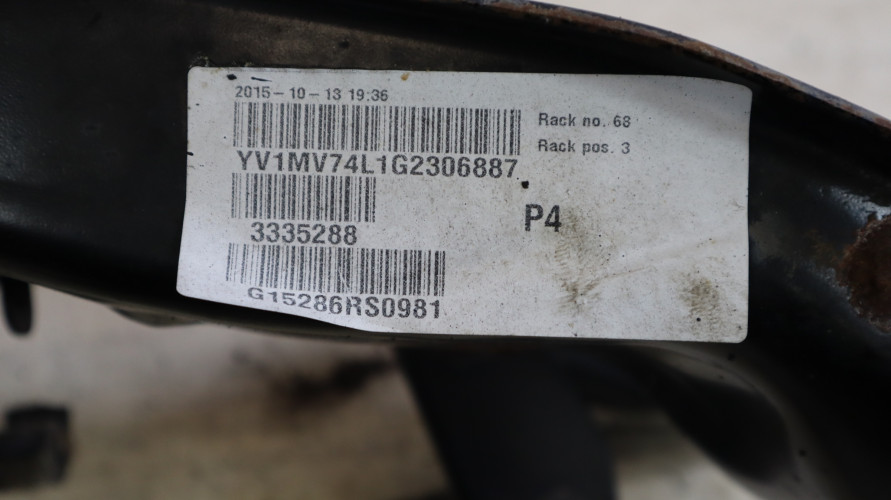 2015-10-13 19:36
Rack no. 68
YV1MV74L1G2306887
Rack pos. 3
3335288
P4
G15286RS0981